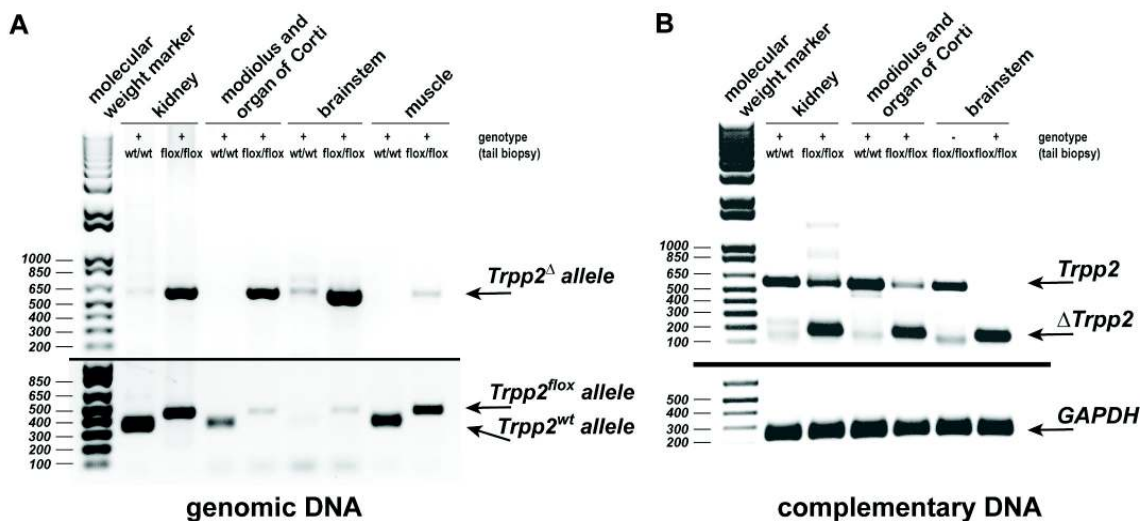 A
molecular
weight marker
kidney
modiolus and
organ of Corti
brainstem
muscle
+ + + + + + + + genotype
wt/wt flox/flox wt/wt flox/flox wt/wt flox/flox wt/wt flox/flox (tail biopsy)
1000
850
650
500
400
300
200
Trpp2Δ allele
850
650
500
400
300
200
100
Trpp2flox allele
Trpp2wt allele
genomic DNA
B
molecular
weight marker
kidney
modiolus and
organ of Corti
brainstem
+ + + + - + genotype
wt/wt flox/flox wt/wt flox/flox flox/flox flox/flox (tail biopsy)
1000
850
650
500
400
300
200
100
Trpp2
ΔTrpp2
500
400
300
200
GAPDH
complementary DNA